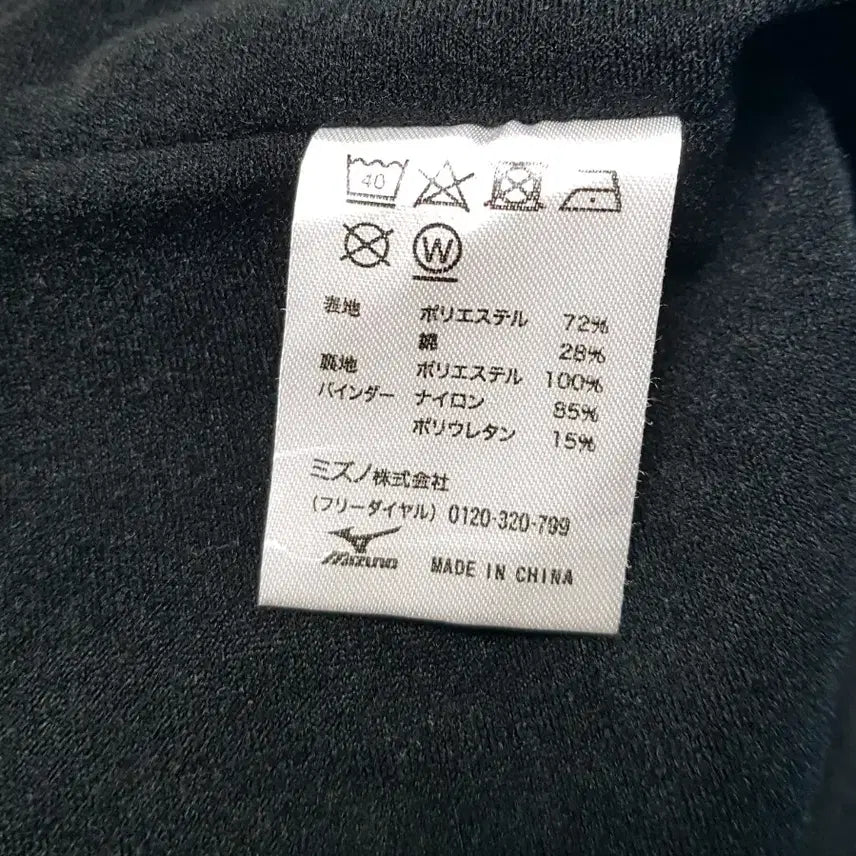 40
W
表地 ポリエステル 72%
綿 28%
裏地 ポリエステル 100%
バインダー ナイロン 85%
ポリウレタン 15%
ミズノ株式会社
(フリーダイヤル) 0120-320-799
MIZUNO MADE IN CHINA